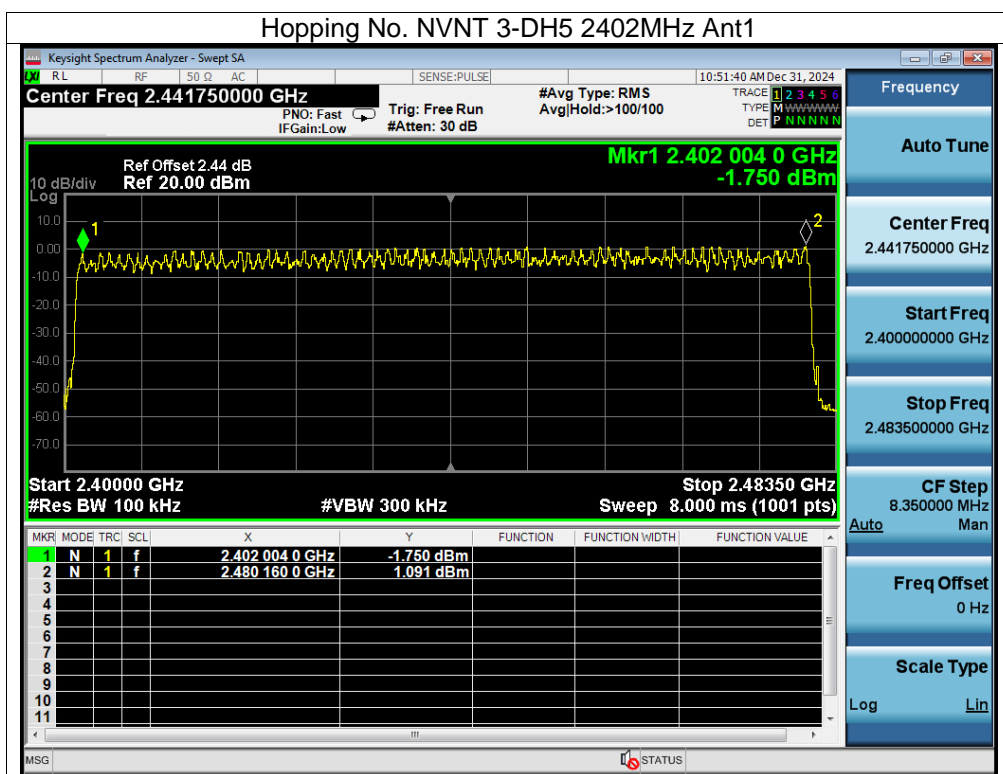 Hopping No. NVNT 3-DH5 2402MHz Ant1
Keysight Spectrum Analyzer - Swept SA
LXI RL RF 50 Ω AC SENSE:PULSE 10:51:40 AM Dec 31, 2024
Center Freq 2.441750000 GHz
PNO: Fast
IFGain:Low
Trig: Free Run
#Atten: 30 dB
#Avg Type: RMS
Avg|Hold:>100/100
TRACE 1 2 3 4 5 6
TYPE M WWWWW
DET P N N N N N
Ref Offset 2.44 dB
Ref 20.00 dBm
10 dB/div
Log
Mkr1 2.402 004 0 GHz
-1.750 dBm
10.0
0.00
-10.0
-20.0
-30.0
-40.0
-50.0
-60.0
-70.0
1
2
Start 2.40000 GHz
Stop 2.48350 GHz
#Res BW 100 kHz
#VBW 300 kHz
Sweep 8.000 ms (1001 pts)
MKR MODE TRC SCL X Y FUNCTION FUNCTION WIDTH FUNCTION VALUE
1 N 1 f 2.402 004 0 GHz -1.750 dBm
2 N 1 f 2.480 160 0 GHz 1.091 dBm
3
4
5
6
7
8
9
10
11
MSG
STATUS
Frequency
Auto Tune
Center Freq
2.441750000 GHz
Start Freq
2.400000000 GHz
Stop Freq
2.483500000 GHz
CF Step
8.350000 MHz
Auto Man
Freq Offset
0 Hz
Scale Type
Log Lin